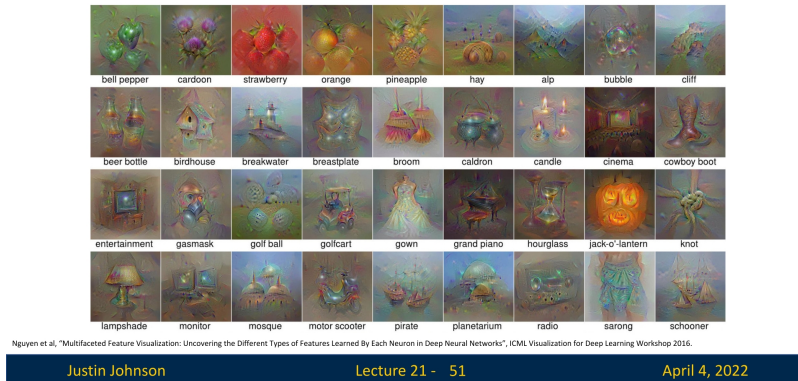 bell pepper cardoon strawberry orange pineapple hay alp bubble cliff
beer bottle birdhouse breakwater breastplate broom caldron candle cinema cowboy boot
entertainment gasmask golf ball golfcart gown grand piano hourglass jack-o'-lantern knot
lampshade monitor mosque motor scooter pirate planetarium radio sarong schooner
Nguyen et al, "Multifaceted Feature Visualization: Uncovering the Different Types of Features Learned By Each Neuron in Deep Neural Networks", ICML Visualization for Deep Learning Workshop 2016.
Justin Johnson Lecture 21 - 51 April 4, 2022